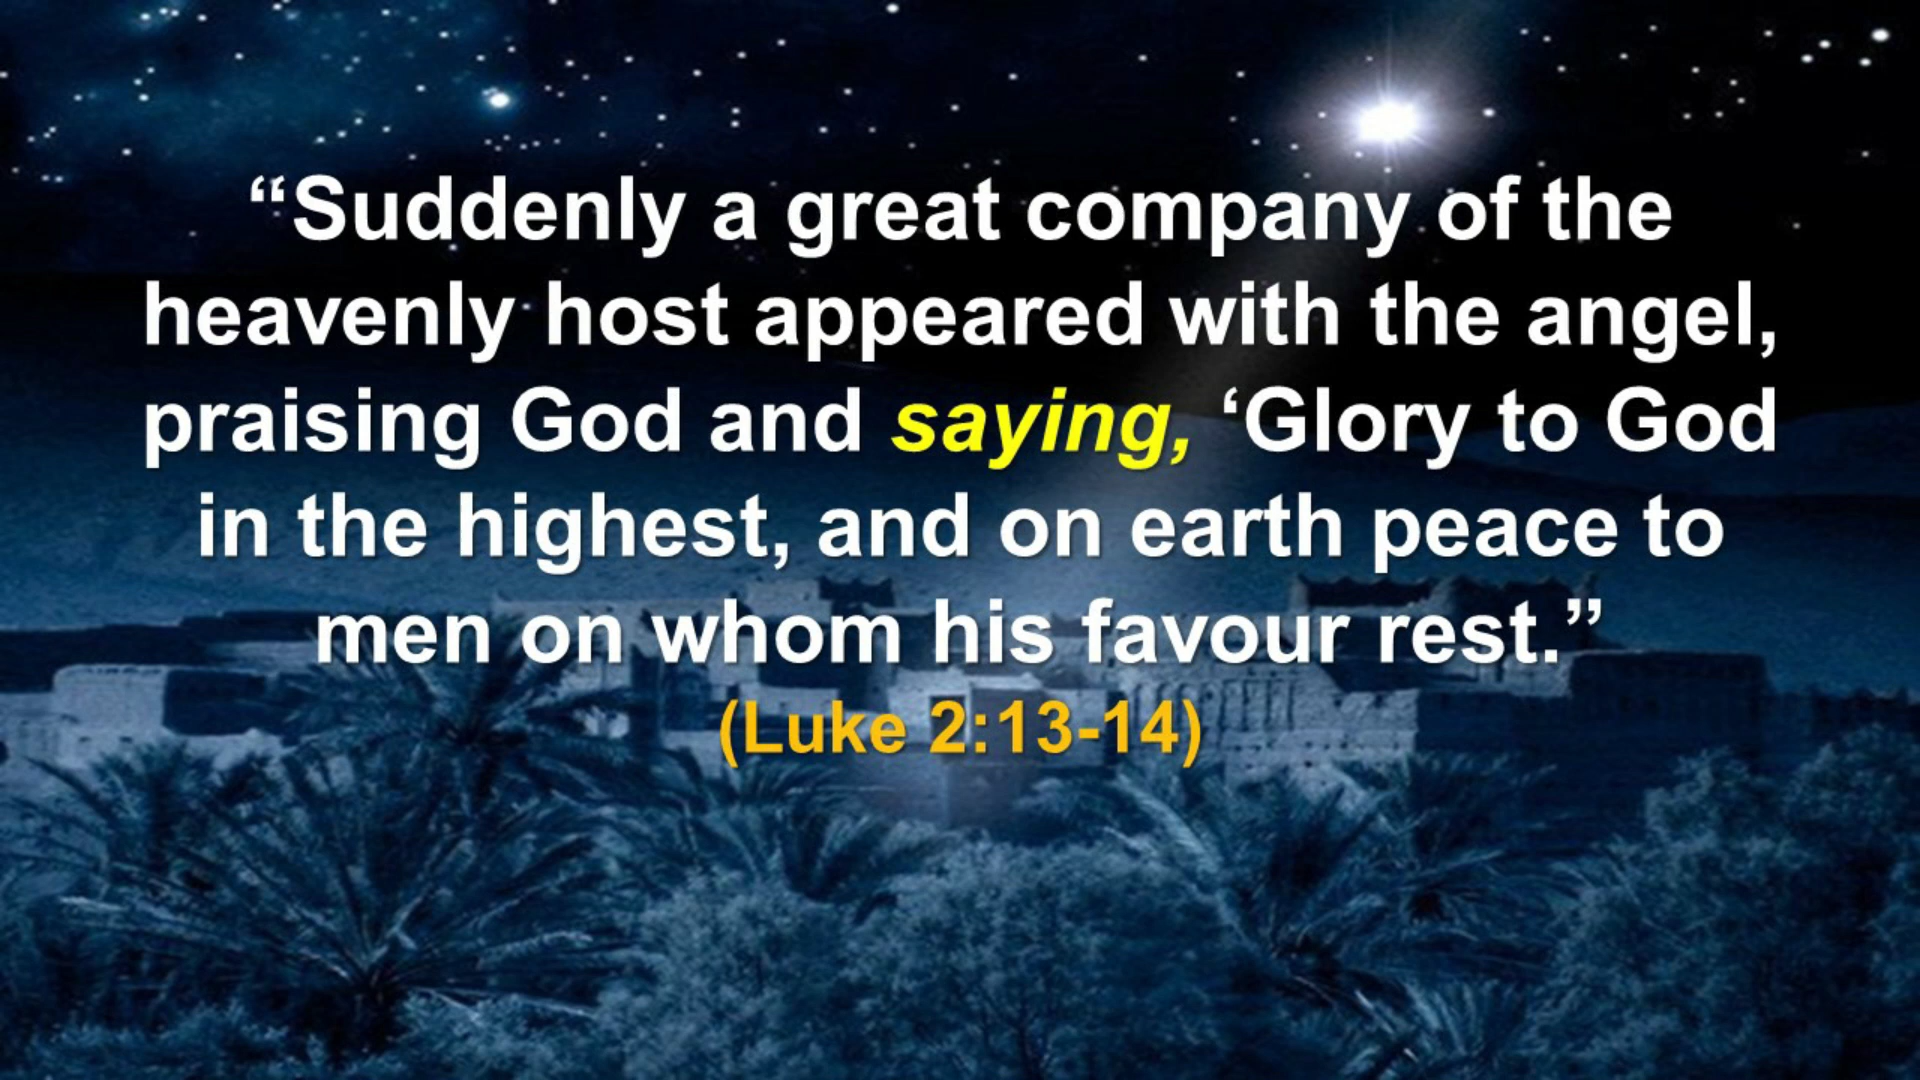 “Suddenly a great company of the
heavenly host appeared with the angel,
praising God and saying, ‘Glory to God
in the highest, and on earth peace to
men on whom his favour rest.”
(Luke 2:13-14)